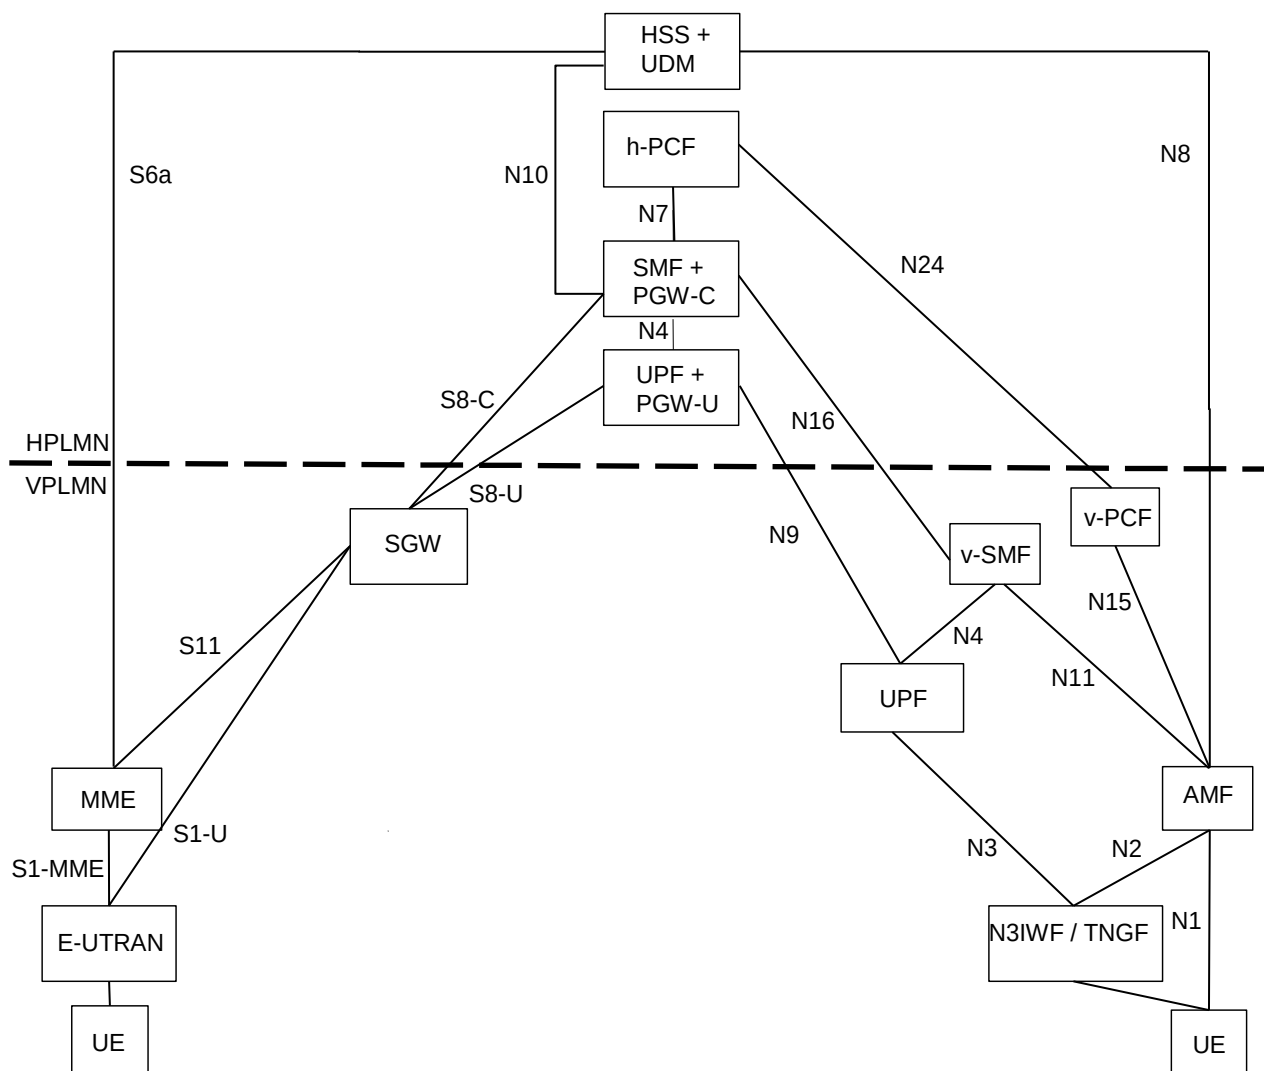 HSS +
UDM
h-PCF
N8
S6a
N10
N7
N24
SMF +
PGW-C
N4
UPF +
PGW-U
S8-C
N16
HPLMN
VPLMN
S8-U
v-PCF
SGW
N9
v-SMF
N15
S11
N4
N11
UPF
MME
AMF
S1-U
N3
N2
S1-MME
E-UTRAN
N3IWF / TNGF
N1
UE
UE